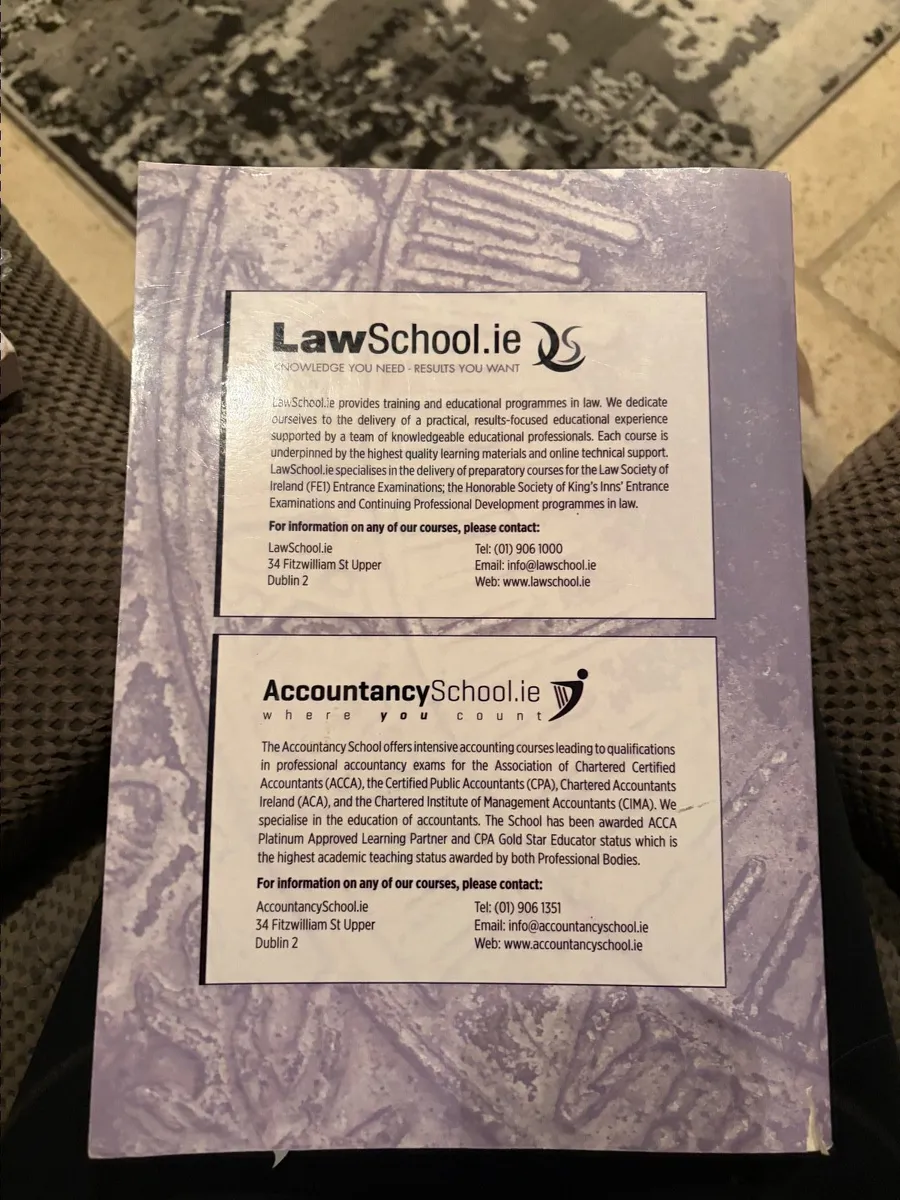 LawSchool.ie
KNOWLEDGE YOU NEED - RESULTS YOU WANT
LawSchool.ie provides training and educational programmes in law. We dedicate
ourselves to the delivery of a practical, results-focused educational experience
supported by a team of knowledgeable educational professionals. Each course is
underpinned by the highest quality learning materials and online technical support.
LawSchool.ie specialises in the delivery of preparatory courses for the Law Society of
Ireland (FE1) Entrance Examinations; the Honorable Society of King's Inns' Entrance
Examinations and Continuing Professional Development programmes in law.
For information on any of our courses, please contact:
LawSchool.ie Tel: (01) 906 1000
34 Fitzwilliam St Upper Email: info@lawschool.ie
Dublin 2 Web: www.lawschool.ie
AccountancySchool.ie
where you count
The Accountancy School offers intensive accounting courses leading to qualifications
in professional accountancy exams for the Association of Chartered Certified
Accountants (ACCA), the Certified Public Accountants (CPA), Chartered Accountants
Ireland (ACA), and the Chartered Institute of Management Accountants (CIMA). We
specialise in the education of accountants. The School has been awarded ACCA
Platinum Approved Learning Partner and CPA Gold Star Educator status which is
the highest academic teaching status awarded by both Professional Bodies.
For information on any of our courses, please contact:
AccountancySchool.ie Tel: (01) 906 1351
34 Fitzwilliam St Upper Email: info@accountancyschool.ie
Dublin 2 Web: www.accountancyschool.ie